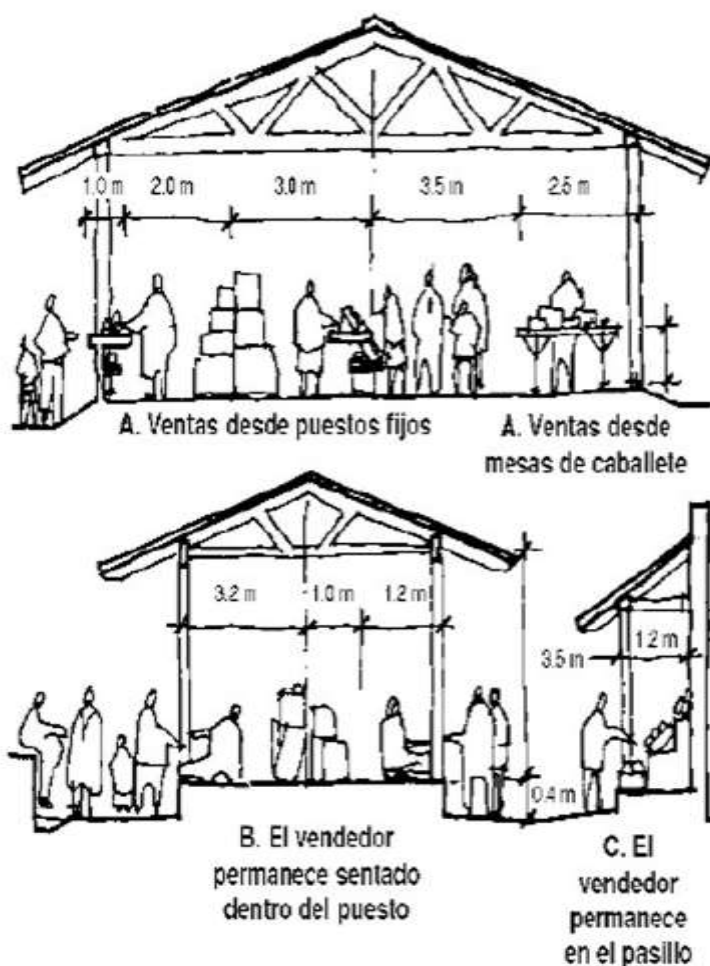 1.0 m 2.0 m 3.0 m 3.5 m 2.5 m
A. Ventas desde puestos fijos
A. Ventas desde
mesas de caballete
3.2 m 1.0 m 1.2 m
3.5 m 1.2 m
0.4 m
B. El vendedor
permanece sentado
dentro del puesto
C. El
vendedor
permanece
en el pasillo